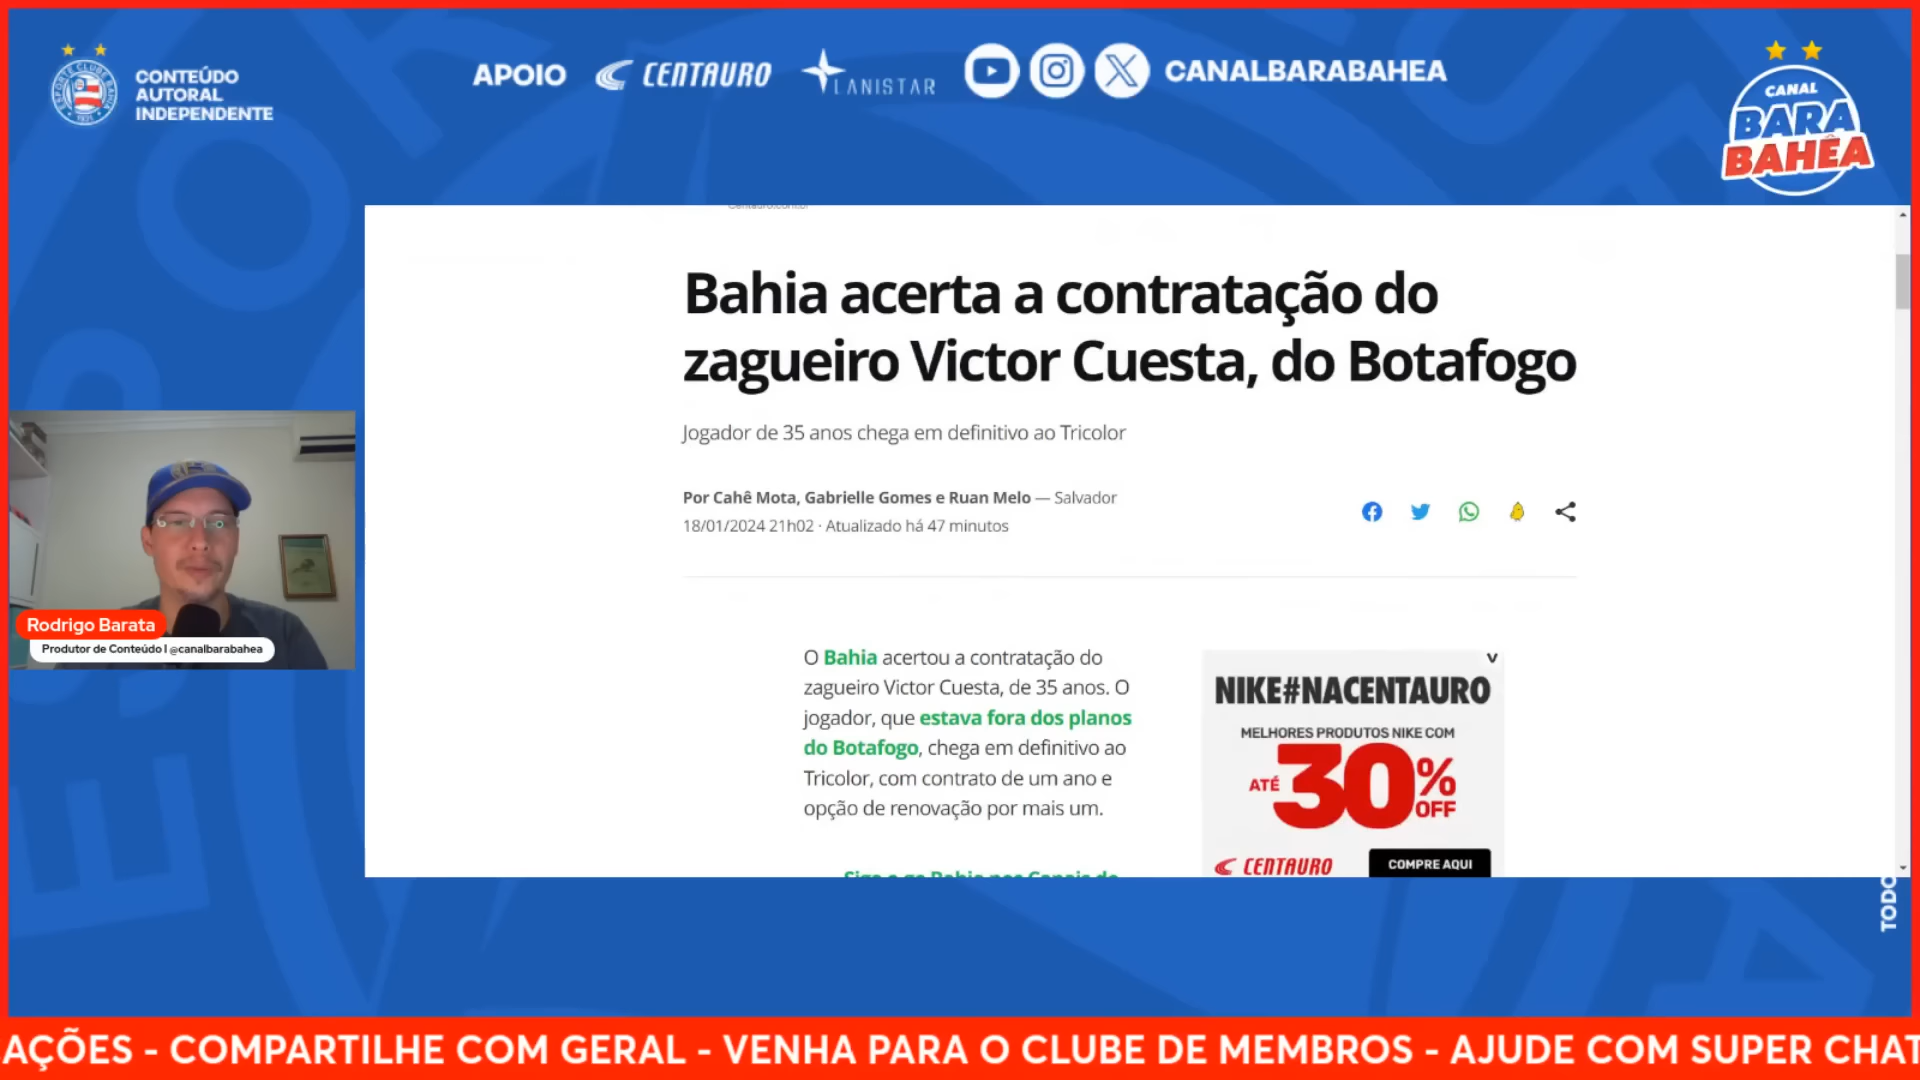 CONTEÚDO
AUTORAL
INDEPENDENTE
APOIO
CENTAURO
LANISTAR
CANALBARABAHEA
CANAL
BARA
BAHÊA
Bahia acerta a contratação do
zagueiro Victor Cuesta, do Botafogo
Jogador de 35 anos chega em definitivo ao Tricolor
Por Cahê Mota, Gabrielle Gomes e Ruan Melo — Salvador
18/01/2024 21h02 · Atualizado há 47 minutos
O Bahia acertou a contratação do
zagueiro Victor Cuesta, de 35 anos. O
jogador, que estava fora dos planos
do Botafogo, chega em definitivo ao
Tricolor, com contrato de um ano e
opção de renovação por mais um.
NIKE#NACENTAURO
MELHORES PRODUTOS NIKE COM
ATÉ 30% OFF
CENTAURO
COMPRE AQUI
Rodrigo Barata
Produtor de Conteúdo | @canalbarabahea
TODO
AÇÕES - COMPARTILHE COM GERAL - VENHA PARA O CLUBE DE MEMBROS - AJUDE COM SUPER CHAT